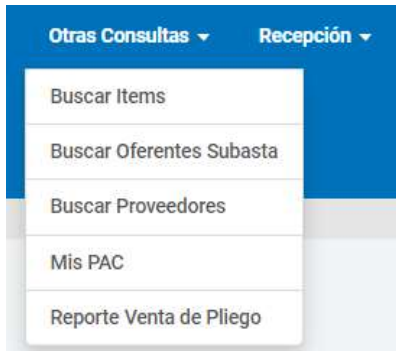 Otras Consultas Recepción
Buscar Items
Buscar Oferentes Subasta
Buscar Proveedores
Mis PAC
Reporte Venta de Pliego